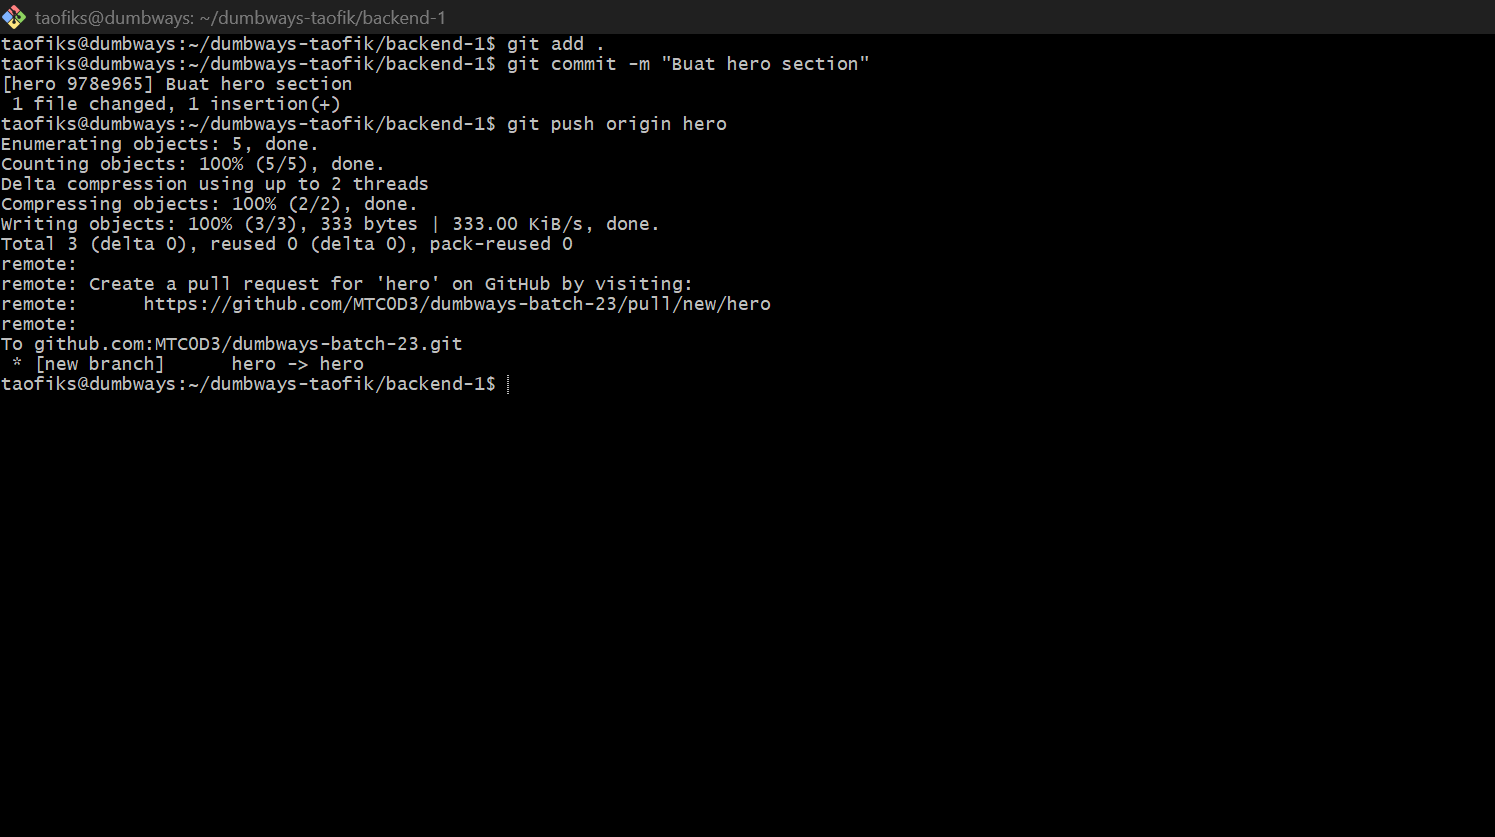 taofiks@dumbways: ~/dumbways-taofik/backend-1
taofiks@dumbways:~/dumbways-taofik/backend-1$ git add .
taofiks@dumbways:~/dumbways-taofik/backend-1$ git commit -m "Buat hero section"
[hero 978e965] Buat hero section
 1 file changed, 1 insertion(+)
taofiks@dumbways:~/dumbways-taofik/backend-1$ git push origin hero
Enumerating objects: 5, done.
Counting objects: 100% (5/5), done.
Delta compression using up to 2 threads
Compressing objects: 100% (2/2), done.
Writing objects: 100% (3/3), 333 bytes | 333.00 KiB/s, done.
Total 3 (delta 0), reused 0 (delta 0), pack-reused 0
remote:
remote: Create a pull request for 'hero' on GitHub by visiting:
remote:      https://github.com/MTC0D3/dumbways-batch-23/pull/new/hero
remote:
To github.com:MTC0D3/dumbways-batch-23.git
 * [new branch]      hero -> hero
taofiks@dumbways:~/dumbways-taofik/backend-1$